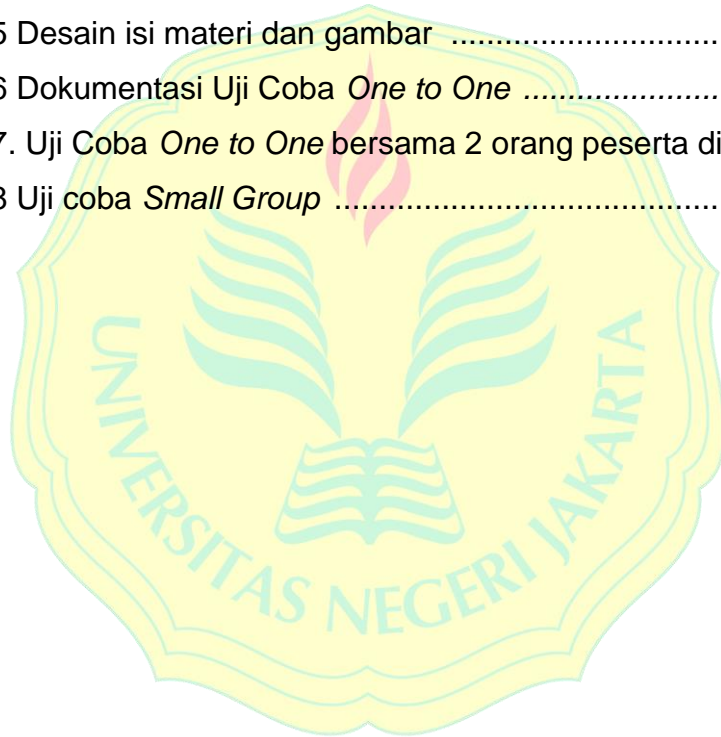 5 Desain isi materi dan gambar ..............................
6 Dokumentasi Uji Coba One to One ......................
7. Uji Coba One to One bersama 2 orang peserta di
8 Uji coba Small Group ...........................................
UNIVERSITAS NEGERI JAKARTA